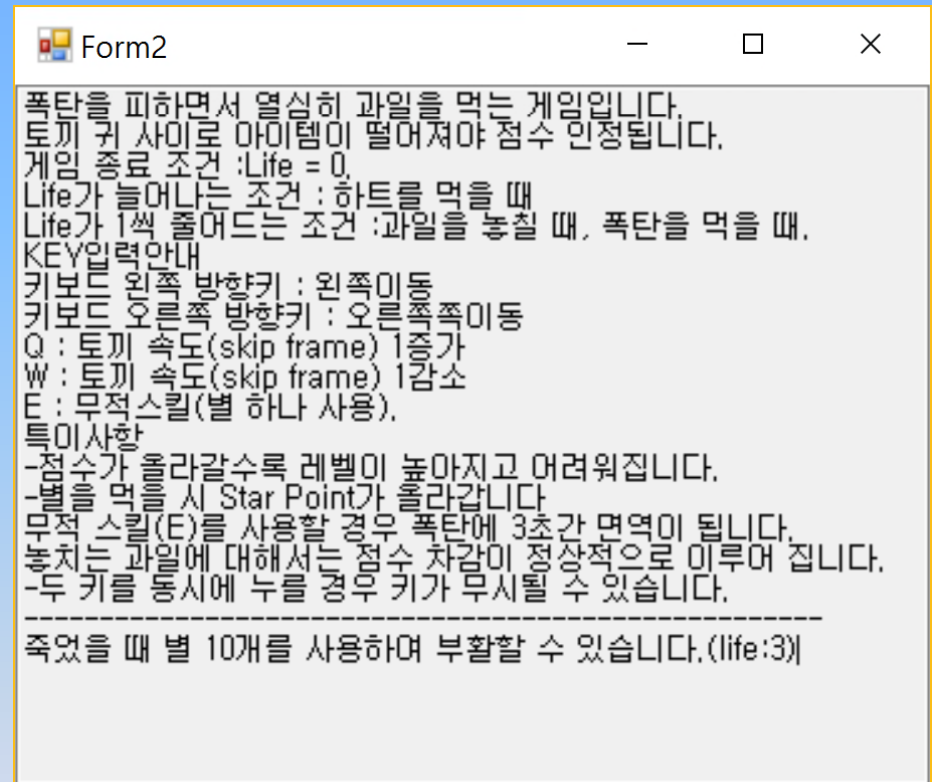 Form2
폭탄을 피하면서 열심히 과일을 먹는 게임입니다.
토끼 귀 사이로 아이템이 떨어져야 점수 인정됩니다.
게임 종료 조건 :Life = 0.
Life가 늘어나는 조건 : 하트를 먹을 때
Life가 1씩 줄어드는 조건 :과일을 놓칠 때, 폭탄을 먹을 때.
KEY입력안내
키보드 왼쪽 방향키 : 왼쪽이동
키보드 오른쪽 방향키 : 오른쪽쪽이동
Q : 토끼 속도(skip frame) 1증가
W : 토끼 속도(skip frame) 1감소
E : 무적스킬(별 하나 사용).
특이사항
-점수가 올라갈수록 레벨이 높아지고 어려워집니다.
-별을 먹을 시 Star Point가 올라갑니다
무적 스킬(E)를 사용할 경우 폭탄에 3초간 면역이 됩니다.
놓치는 과일에 대해서는 점수 차감이 정상적으로 이루어 집니다.
-두 키를 동시에 누를 경우 키가 무시될 수 있습니다.
-----------------------------------------------------
죽었을 때 별 10개를 사용하며 부활할 수 있습니다.(life:3)